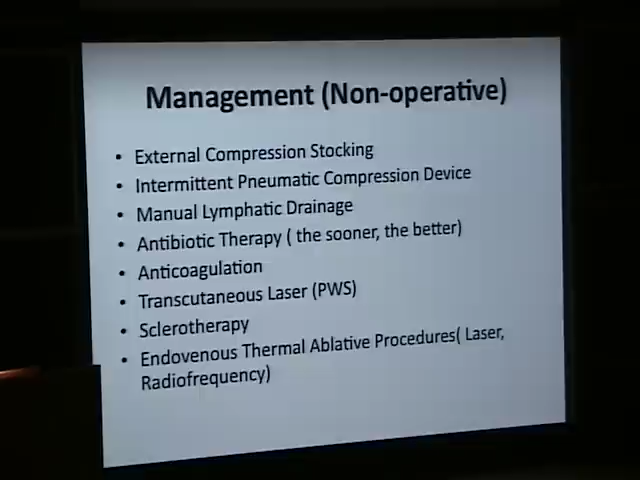 Management (Non-operative)
• External Compression Stocking
• Intermittent Pneumatic Compression Device
• Manual Lymphatic Drainage
• Antibiotic Therapy ( the sooner, the better)
• Anticoagulation
• Transcutaneous Laser (PWS)
• Sclerotherapy
• Endovenous Thermal Ablative Procedures( Laser,
Radiofrequency)